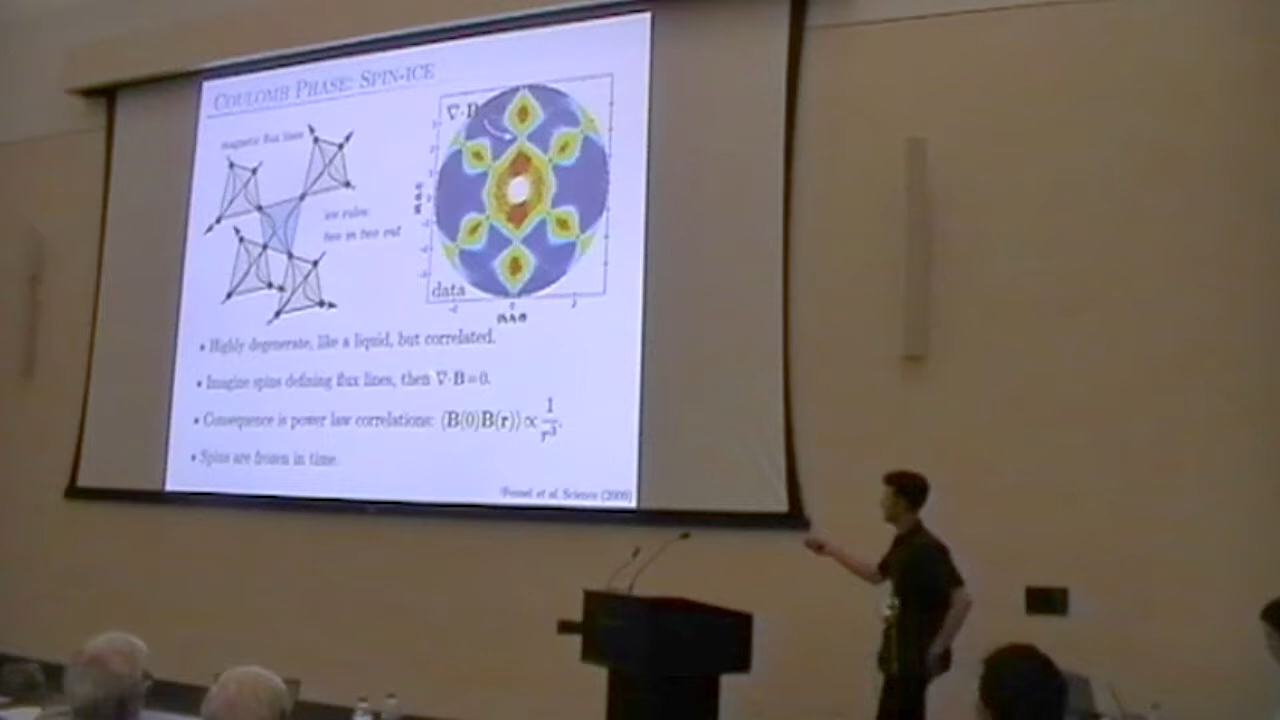 COULOMB PHASE: SPIN-ICE
magnetic flux lines
∇·B
ice rules:
two in two out
data
• Highly degenerate, like a liquid, but correlated.
• Imagine spins defining flux lines, then ∇·B=0.
• Consequence is power law correlations: ⟨B(0)B(r)⟩ ∝ 1/r³.
• Spins are frozen in time.
et al. Science (2009)